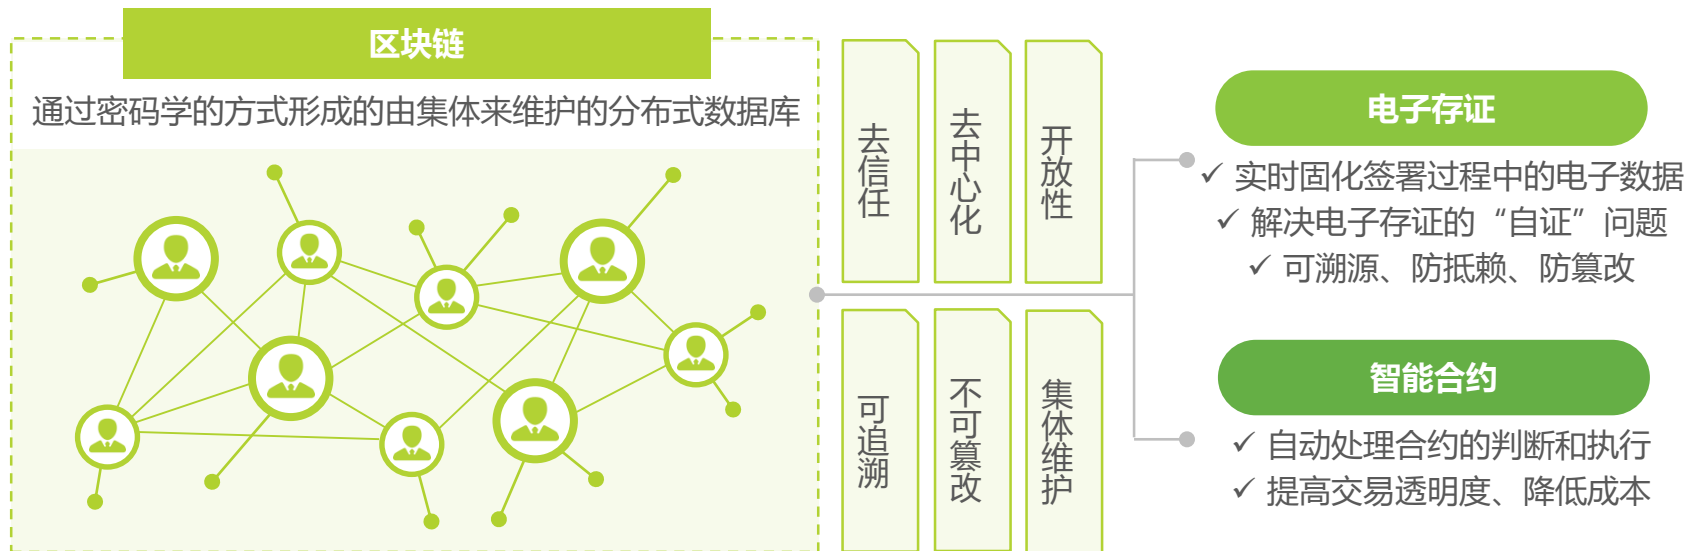 区块链
通过密码学的方式形成的由集体来维护的分布式数据库
去信任
去中心化
开放性
可追溯
不可篡改
集体维护
电子存证
✓ 实时固化签署过程中的电子数据
✓ 解决电子存证的“自证”问题
✓ 可溯源、防抵赖、防篡改
智能合约
✓ 自动处理合约的判断和执行
✓ 提高交易透明度、降低成本